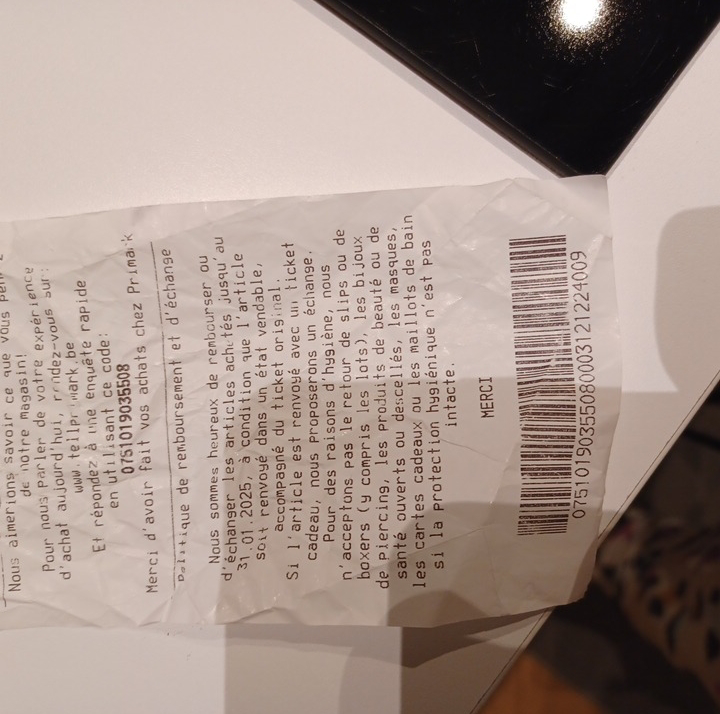 Nous aimerions savoir ce que vous
de notre magasin!
Pour nous parler de votre expérience
d'achat aujourd'hui, rendez-vous sur:
www.tellprimark.be
Et répondez à une enquête rapide
en utilisant ce code:
0751019035508
Merci d'avoir fait vos achats chez Primark
Politique de remboursement et d'échange
Nous sommes heureux de rembourser ou
d'échanger les articles achetés jusqu'au
31.01.2025, à condition que l'article
soit renvoyé dans un état vendable,
accompagné du ticket original.
Si l'article est renvoyé avec un ticket
cadeau, nous proposerons un échange.
Pour des raisons d'hygiène, nous
n'acceptons pas le retour de slips ou de
boxers (y compris les lots), les bijoux
de piercing, les produits de beauté ou de
santé ouverts ou descellés, les masques,
les cartes cadeaux ou les maillots de bain
si la protection hygiénique n'est pas
intacte.
MERCI
07510190355080003121224009